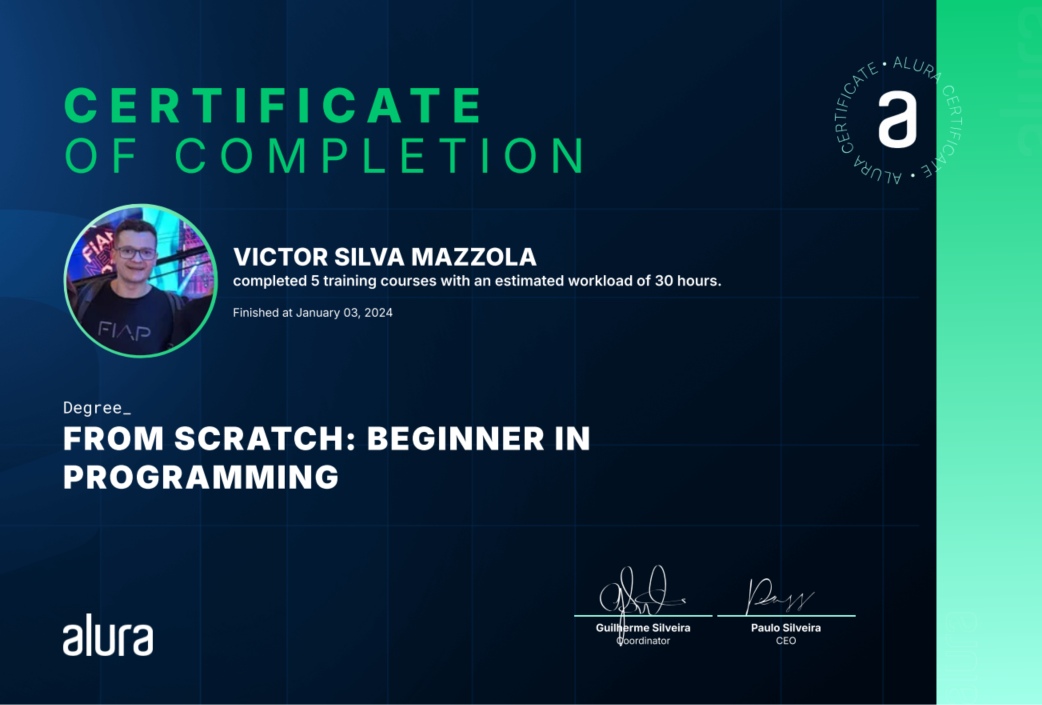 CERTIFICATE
OF COMPLETION
ALURA CERTIFICATE • ALURA CERTIFICATE •
a
VICTOR SILVA MAZZOLA
completed 5 training courses with an estimated workload of 30 hours.
Finished at January 03, 2024
FIAP
Degree_
FROM SCRATCH: BEGINNER IN
PROGRAMMING
alura
Guilherme Silveira
Coordinator
Paulo Silveira
CEO